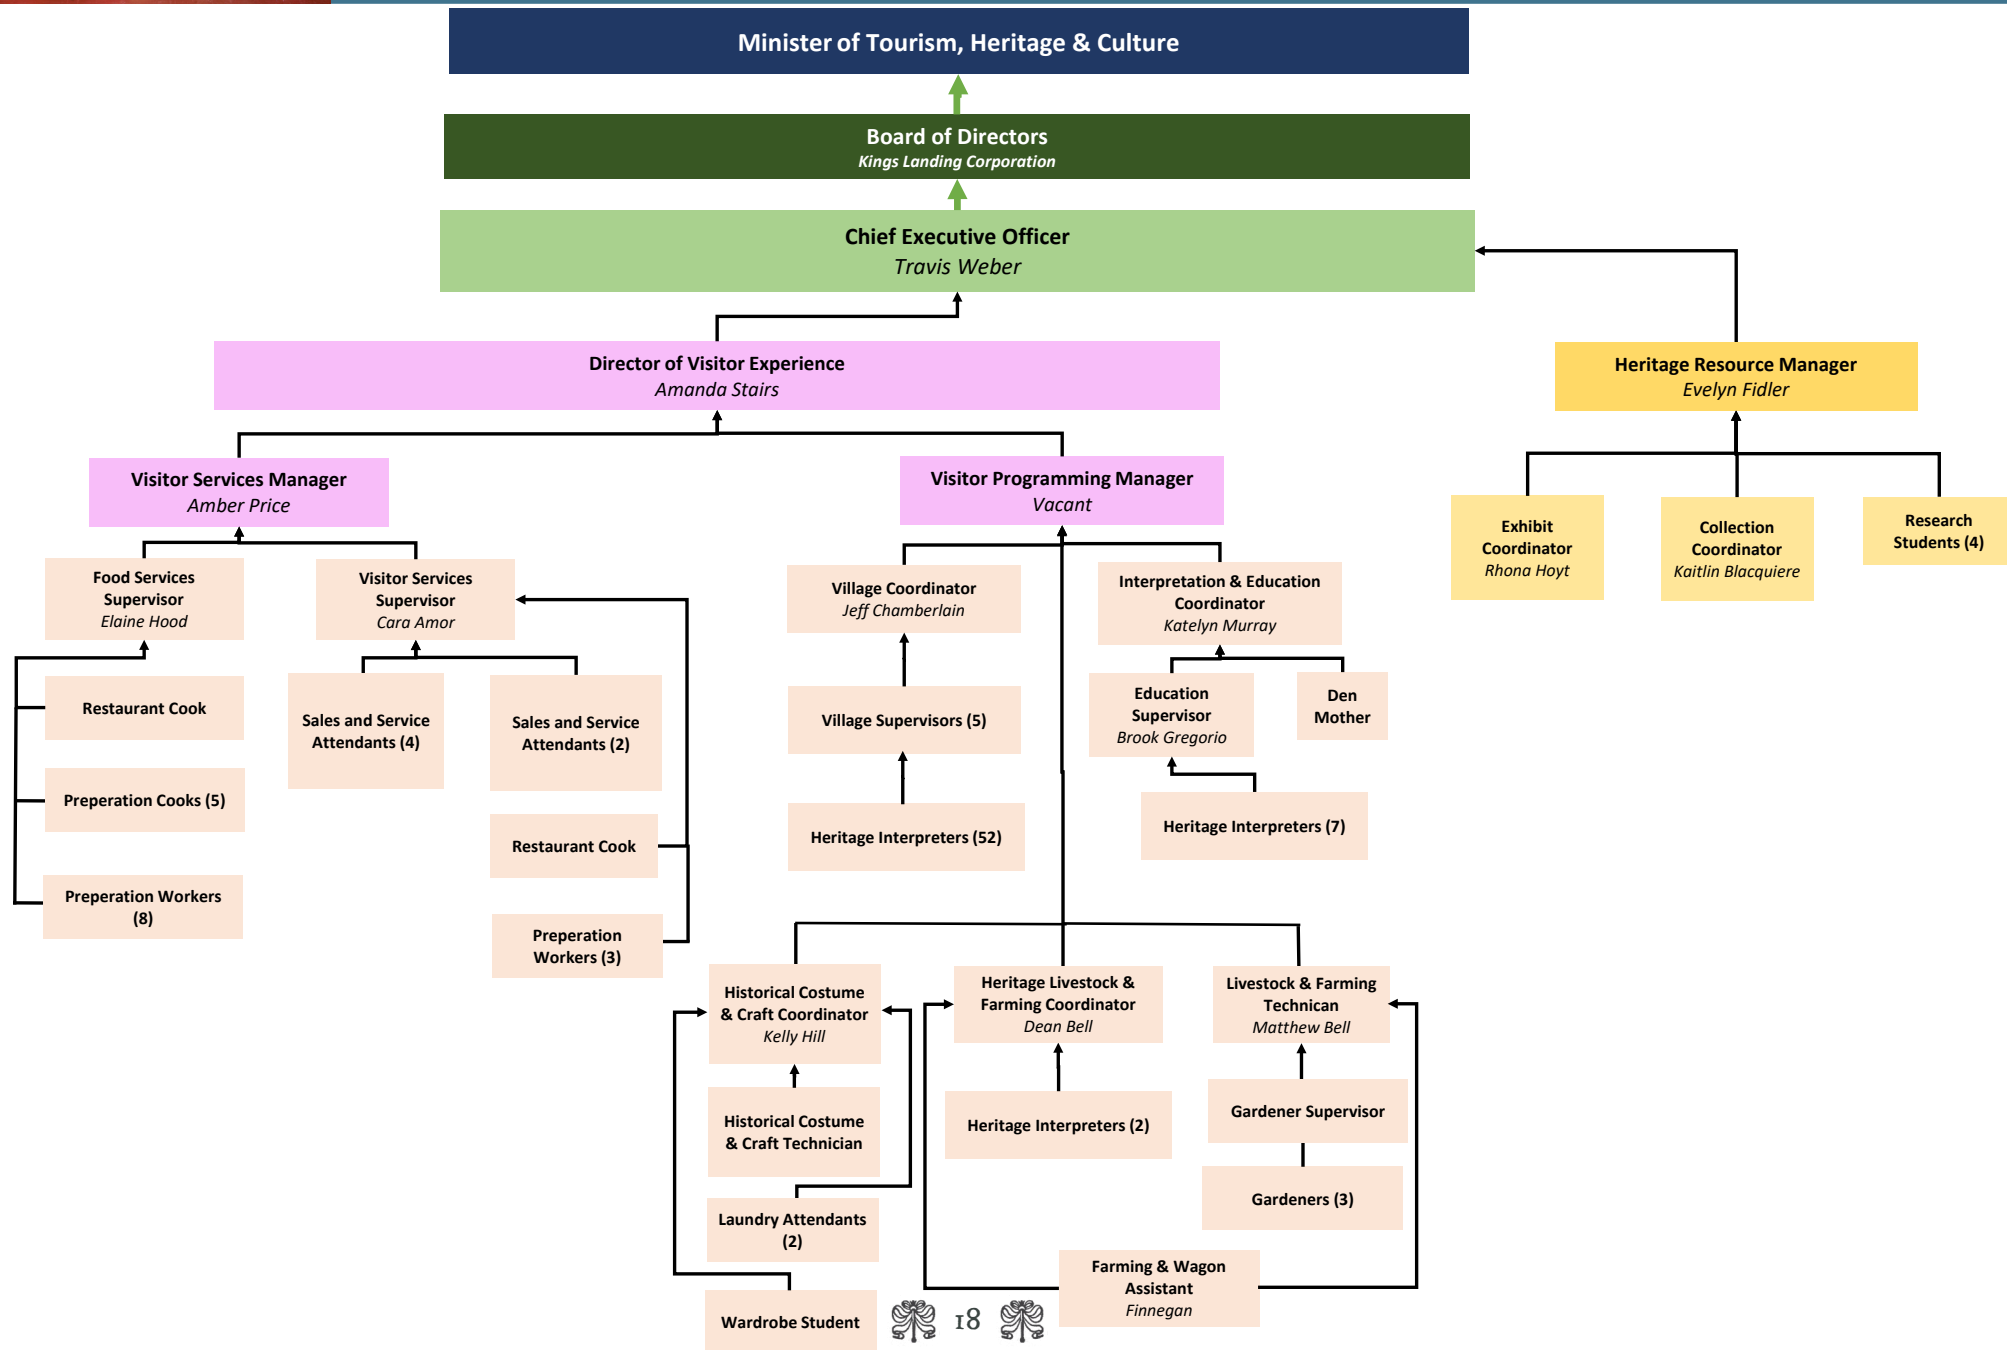 Minister of Tourism, Heritage & Culture
Board of Directors
Kings Landing Corporation
Chief Executive Officer
Travis Weber
Director of Visitor Experience
Amanda Stairs
Heritage Resource Manager
Evelyn Fidler
Visitor Services Manager
Amber Price
Visitor Programming Manager
Vacant
Exhibit
Coordinator
Rhona Hoyt
Collection
Coordinator
Kaitlin Blacquiere
Research
Students (4)
Food Services
Supervisor
Elaine Hood
Visitor Services
Supervisor
Cara Amor
Village Coordinator
Jeff Chamberlain
Interpretation & Education
Coordinator
Katelyn Murray
Restaurant Cook
Sales and Service
Attendants (4)
Sales and Service
Attendants (2)
Village Supervisors (5)
Education
Supervisor
Brook Gregorio
Den
Mother
Preperation Cooks (5)
Restaurant Cook
Heritage Interpreters (52)
Heritage Interpreters (7)
Preperation Workers
(8)
Preperation
Workers (3)
Historical Costume
& Craft Coordinator
Kelly Hill
Heritage Livestock &
Farming Coordinator
Dean Bell
Livestock & Farming
Technican
Matthew Bell
Historical Costume
& Craft Technician
Heritage Interpreters (2)
Gardener Supervisor
Laundry Attendants
(2)
Gardeners (3)
Farming & Wagon
Assistant
Finnegan
Wardrobe Student
18